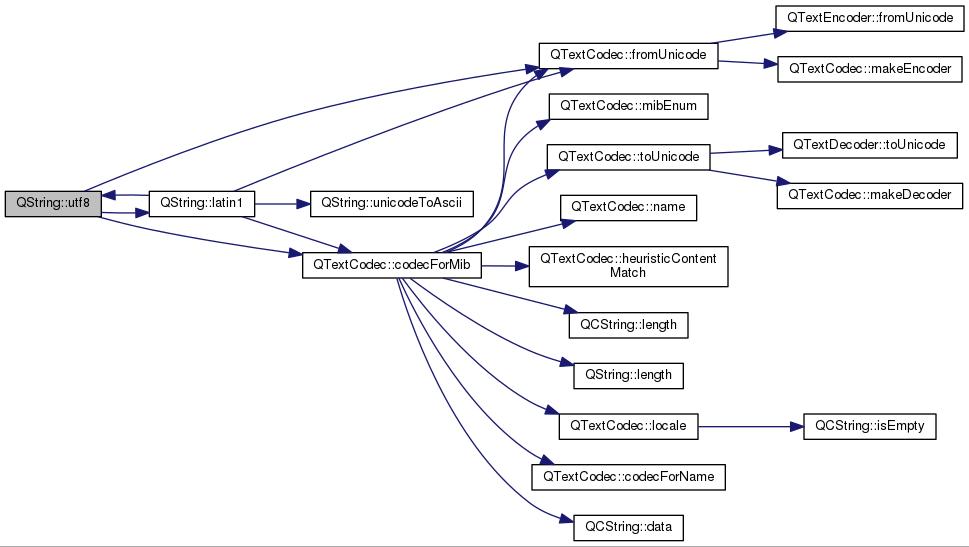 QTextEncoder::fromUnicode
QTextCodec::fromUnicode
QTextCodec::makeEncoder
QTextCodec::mibEnum
QTextDecoder::toUnicode
QTextCodec::toUnicode
QTextCodec::makeDecoder
QString::utf8
QString::latin1
QString::unicodeToAscii
QTextCodec::name
QTextCodec::codecForMib
QTextCodec::heuristicContent
Match
QCString::length
QString::length
QTextCodec::locale
QCString::isEmpty
QTextCodec::codecForName
QCString::data